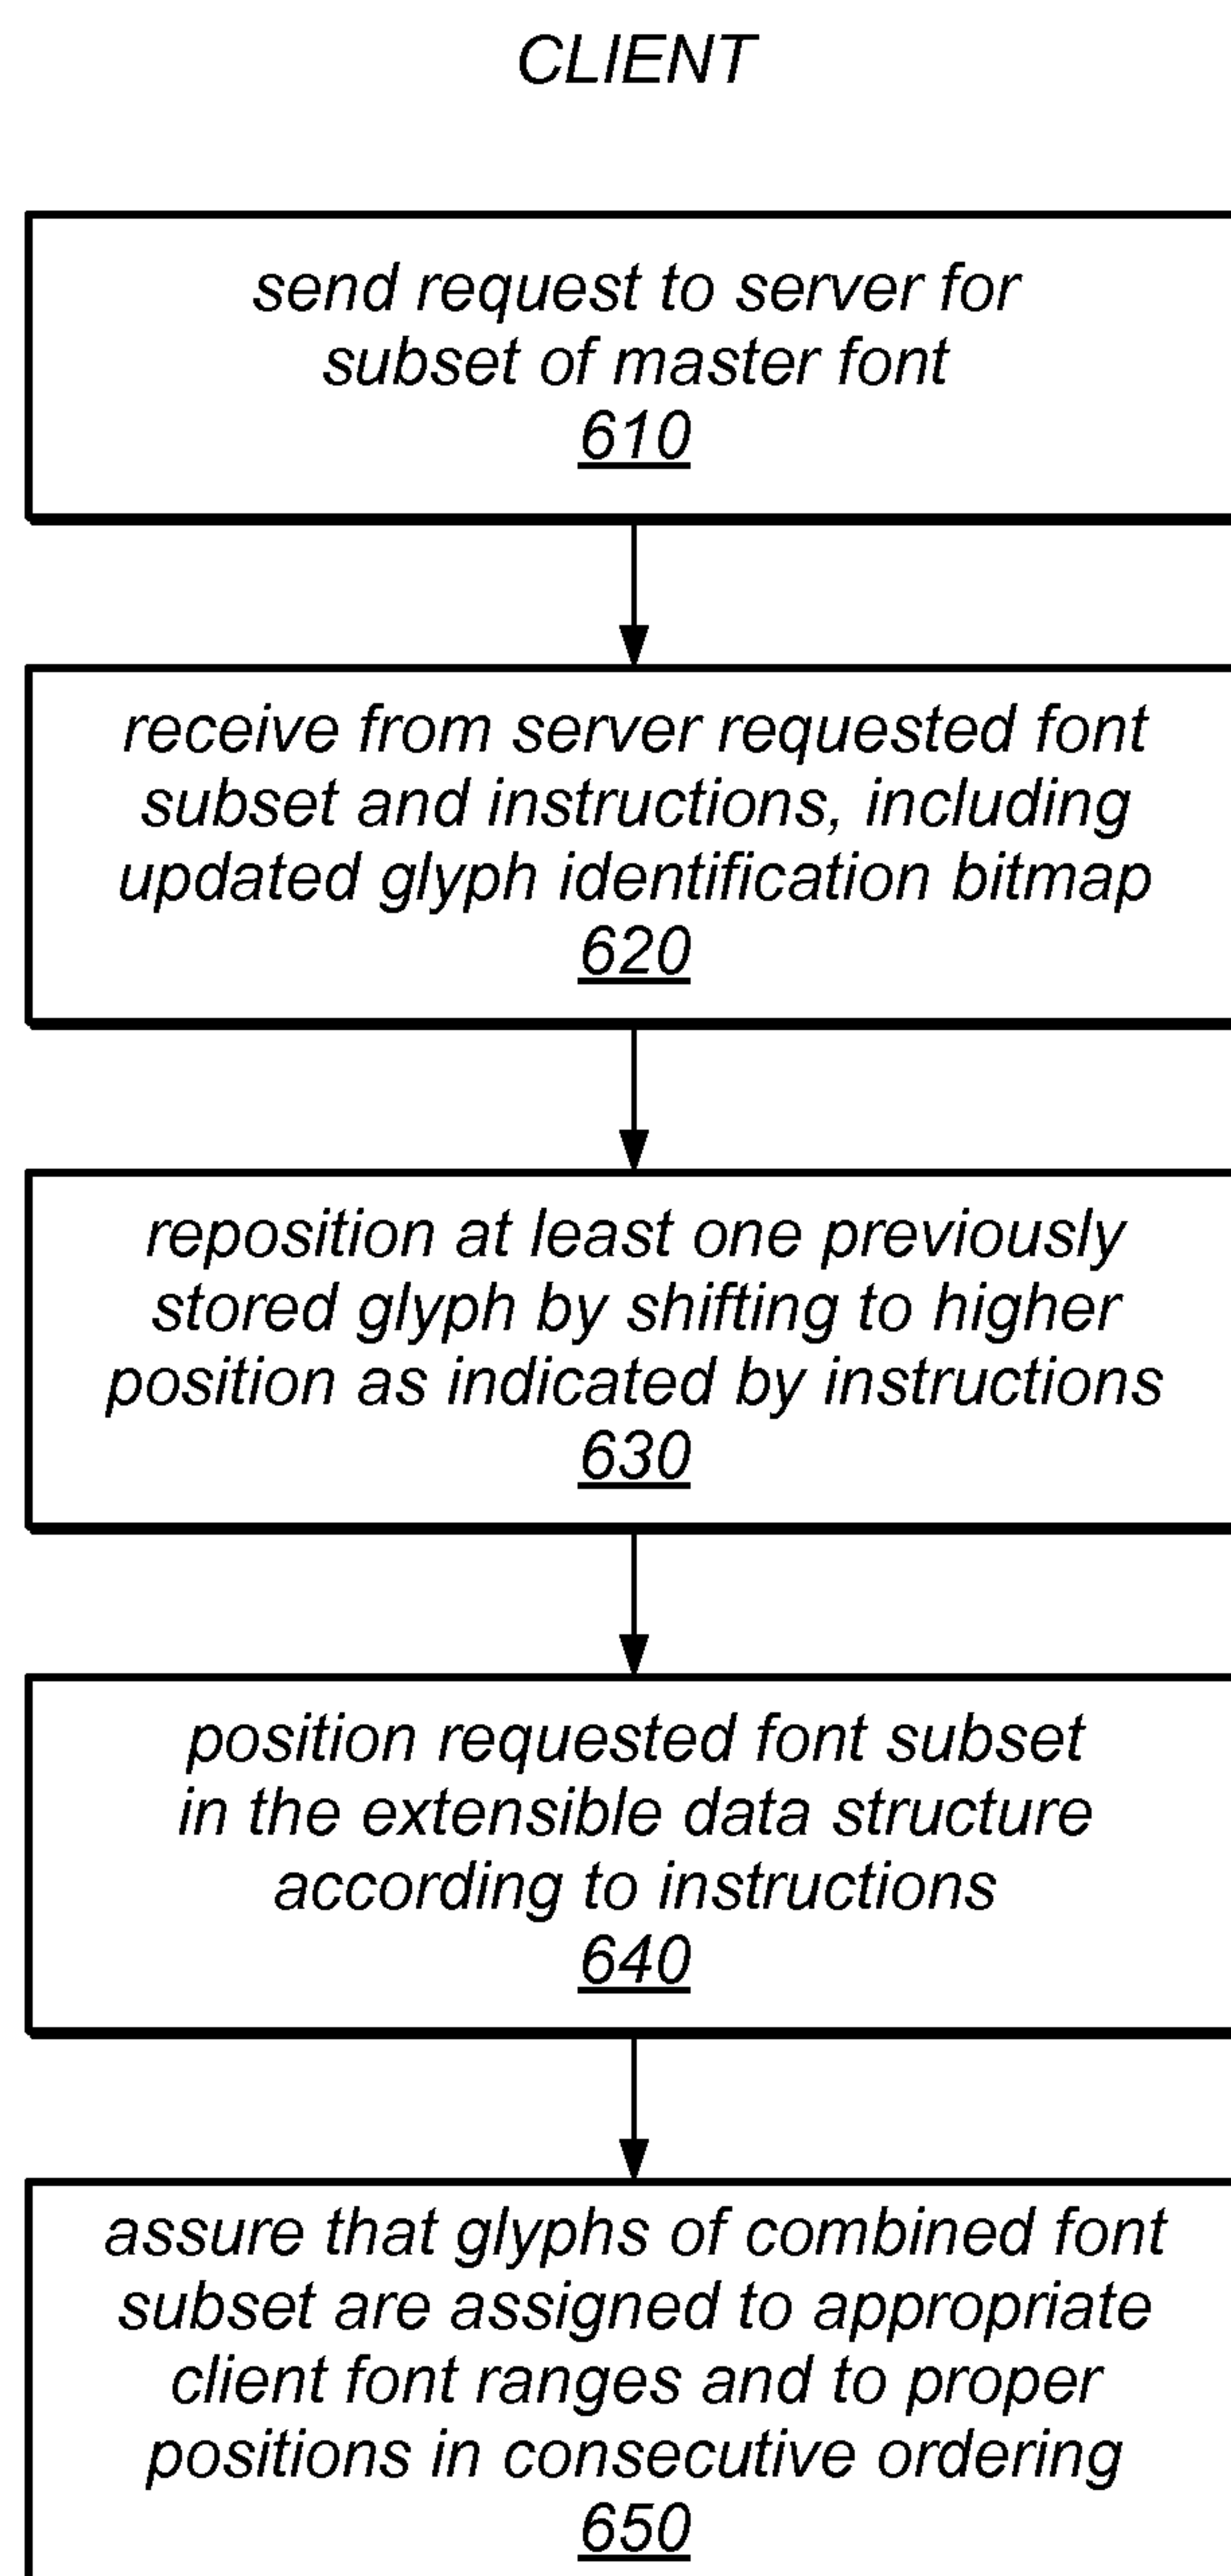 CLIENT
send request to server for
subset of master font
610
receive from server requested font
subset and instructions, including
updated glyph identification bitmap
620
reposition at least one previously
stored glyph by shifting to higher
position as indicated by instructions
630
position requested font subset
in the extensible data structure
according to instructions
640
assure that glyphs of combined font
subset are assigned to appropriate
client font ranges and to proper
positions in consecutive ordering
650